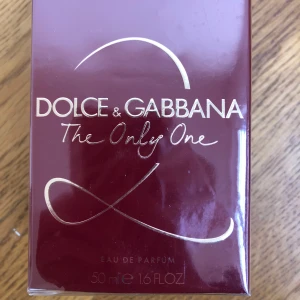 DOLCE & GABBANA
The Only One
EAU DE PARFUM
50 ml e 1.6 FL.OZ.